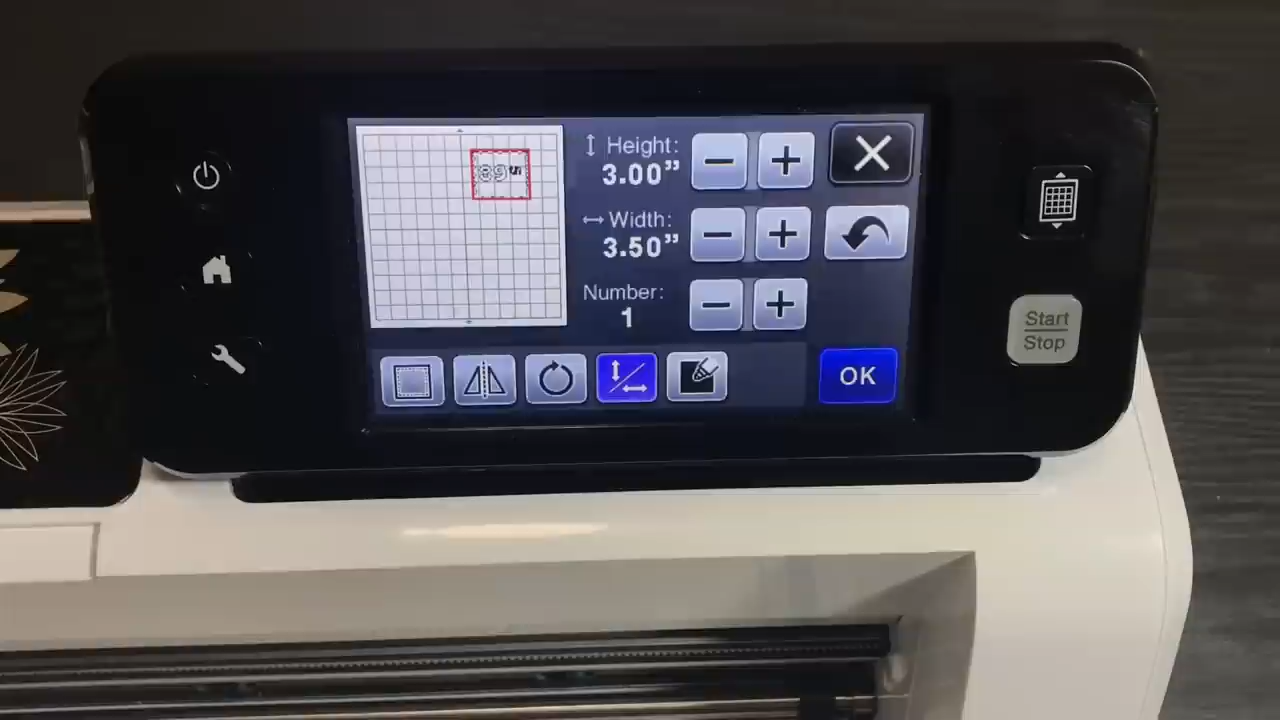 Height:
3.00”
Width:
3.50”
Number:
1
OK
Start
Stop